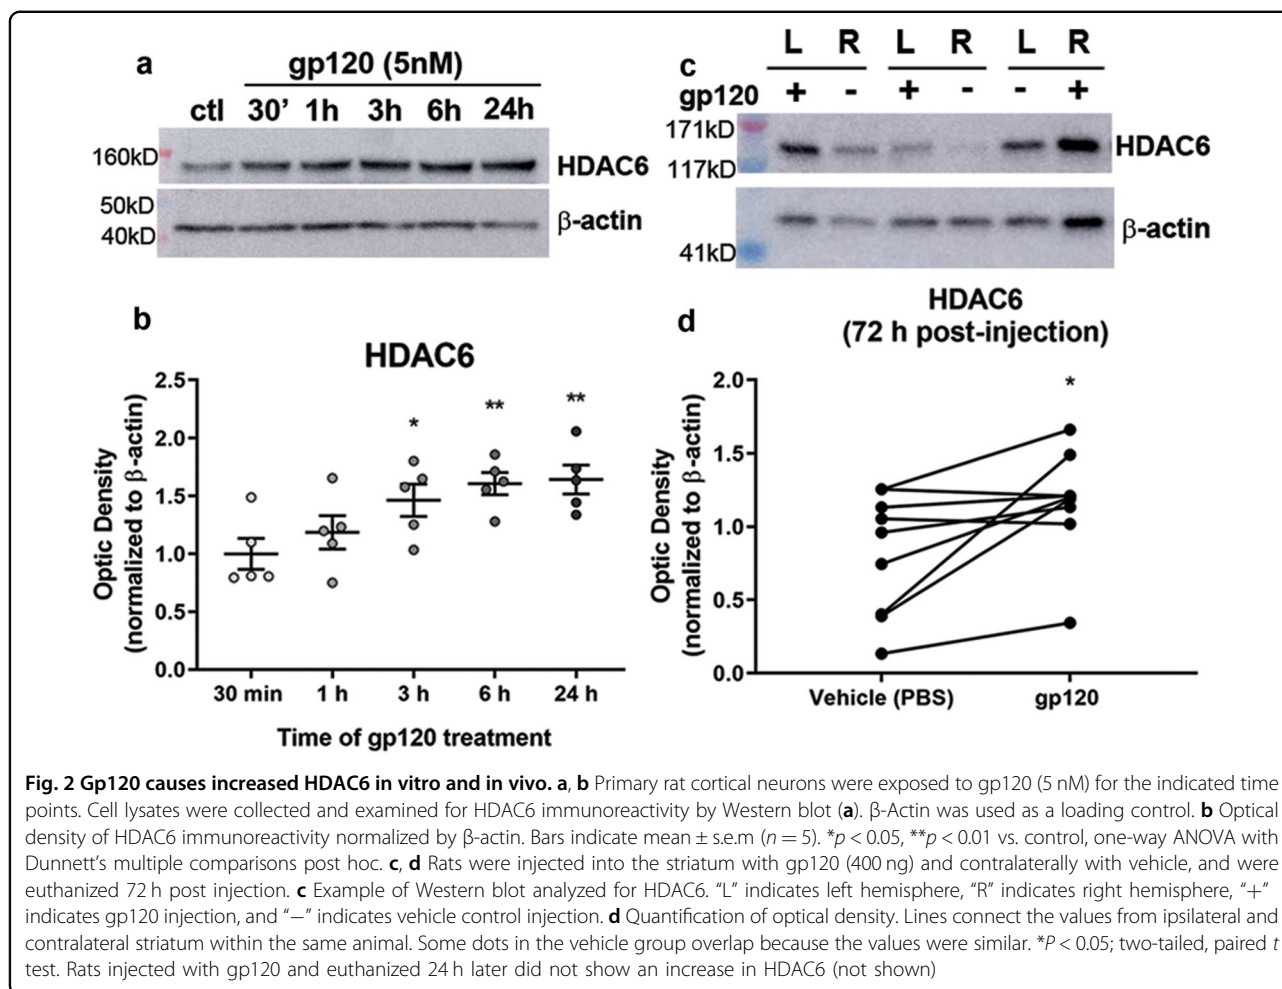 a
gp120 (5nM)
ctl 30’ 1h 3h 6h 24h
160kD
HDAC6
50kD
40kD
β-actin
c
L R L R L R
gp120 + - + - - +
171kD
HDAC6
117kD
β-actin
41kD
b
HDAC6
Optic Density
(normalized to β-actin)
2.5
2.0
1.5
1.0
0.5
0.0
* ** **
30 min 1 h 3 h 6 h 24 h
Time of gp120 treatment
d
HDAC6
(72 h post-injection)
Optic Density
(normalized to β-actin)
2.0
1.5
1.0
0.5
0.0
*
Vehicle (PBS) gp120
Fig. 2 Gp120 causes increased HDAC6 in vitro and in vivo. a, b Primary rat cortical neurons were exposed to gp120 (5 nM) for the indicated time
points. Cell lysates were collected and examined for HDAC6 immunoreactivity by Western blot (a). β-Actin was used as a loading control. b Optical
density of HDAC6 immunoreactivity normalized by β-actin. Bars indicate mean ± s.e.m (n = 5). *p < 0.05, **p < 0.01 vs. control, one-way ANOVA with
Dunnett’s multiple comparisons post hoc. c, d Rats were injected into the striatum with gp120 (400 ng) and contralaterally with vehicle, and were
euthanized 72 h post injection. c Example of Western blot analyzed for HDAC6. “L” indicates left hemisphere, “R” indicates right hemisphere, “+”
indicates gp120 injection, and “−” indicates vehicle control injection. d Quantification of optical density. Lines connect the values from ipsilateral and
contralateral striatum within the same animal. Some dots in the vehicle group overlap because the values were similar. *P < 0.05; two-tailed, paired t
test. Rats injected with gp120 and euthanized 24 h later did not show an increase in HDAC6 (not shown)